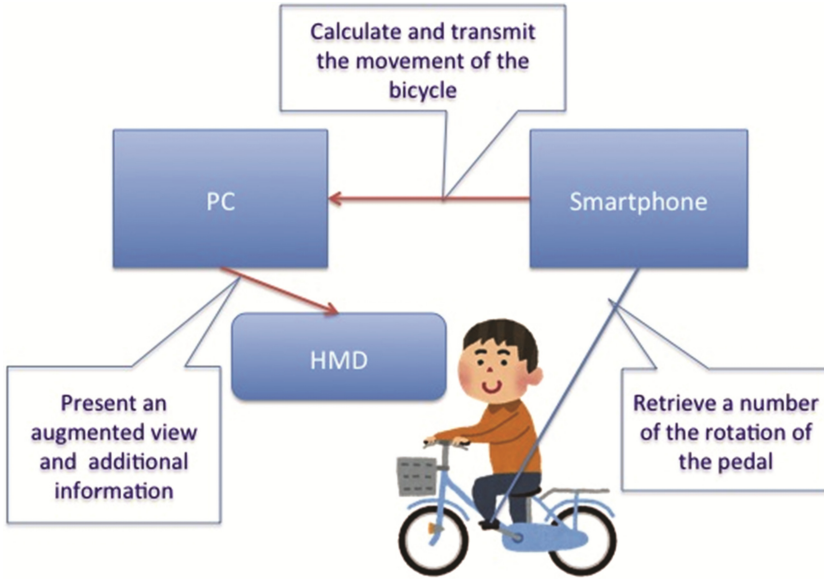 Calculate and transmit
the movement of the
bicycle
PC
Smartphone
HMD
Present an
augmented view
and additional
information
Retrieve a number
of the rotation of
the pedal